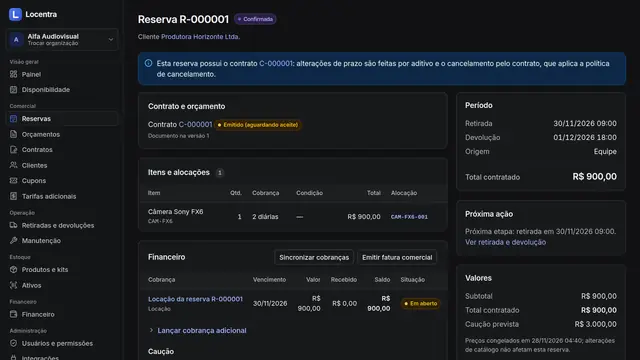 Locentra
A
Alfa Audiovisual
Trocar organização
Visão geral
Painel
Disponibilidade
Comercial
Reservas
Orçamentos
Contratos
Clientes
Cupons
Tarifas adicionais
Operação
Retiradas e devoluções
Manutenção
Estoque
Produtos e kits
Ativos
Financeiro
Financeiro
Administração
Usuários e permissões
Integrações
Reserva R-000001
Confirmada
Cliente Produtora Horizonte Ltda.
Esta reserva possui o contrato C-000001: alterações de prazo são feitas por aditivo e o cancelamento pelo contrato, que aplica a política
de cancelamento.
Contrato e orçamento
Contrato C-000001 Emitido (aguardando aceite)
Documento na versão 1
Itens e alocações 1
Item Qtd. Cobrança Condição Total Alocação
Câmera Sony FX6
CAM-FX6
1 2 diárias — R$ 900,00 CAM-FX6-001
Financeiro
Sincronizar cobranças
Emitir fatura comercial
Cobrança Vencimento Valor Recebido Saldo Situação
Locação da reserva R-000001
Locação
30/11/2026 R$ 900,00 R$ 0,00 R$ 900,00 Em aberto
Lançar cobrança adicional
Caução
Período
Retirada 30/11/2026 09:00
Devolução 01/12/2026 18:00
Origem Equipe
Total contratado R$ 900,00
Próxima ação
Próxima etapa: retirada em 30/11/2026 09:00.
Ver retirada e devolução
Valores
Subtotal R$ 900,00
Total contratado R$ 900,00
Caução prevista R$ 3.000,00
Preços congelados em 28/11/2026 04:40; alterações
de catálogo não afetam esta reserva.